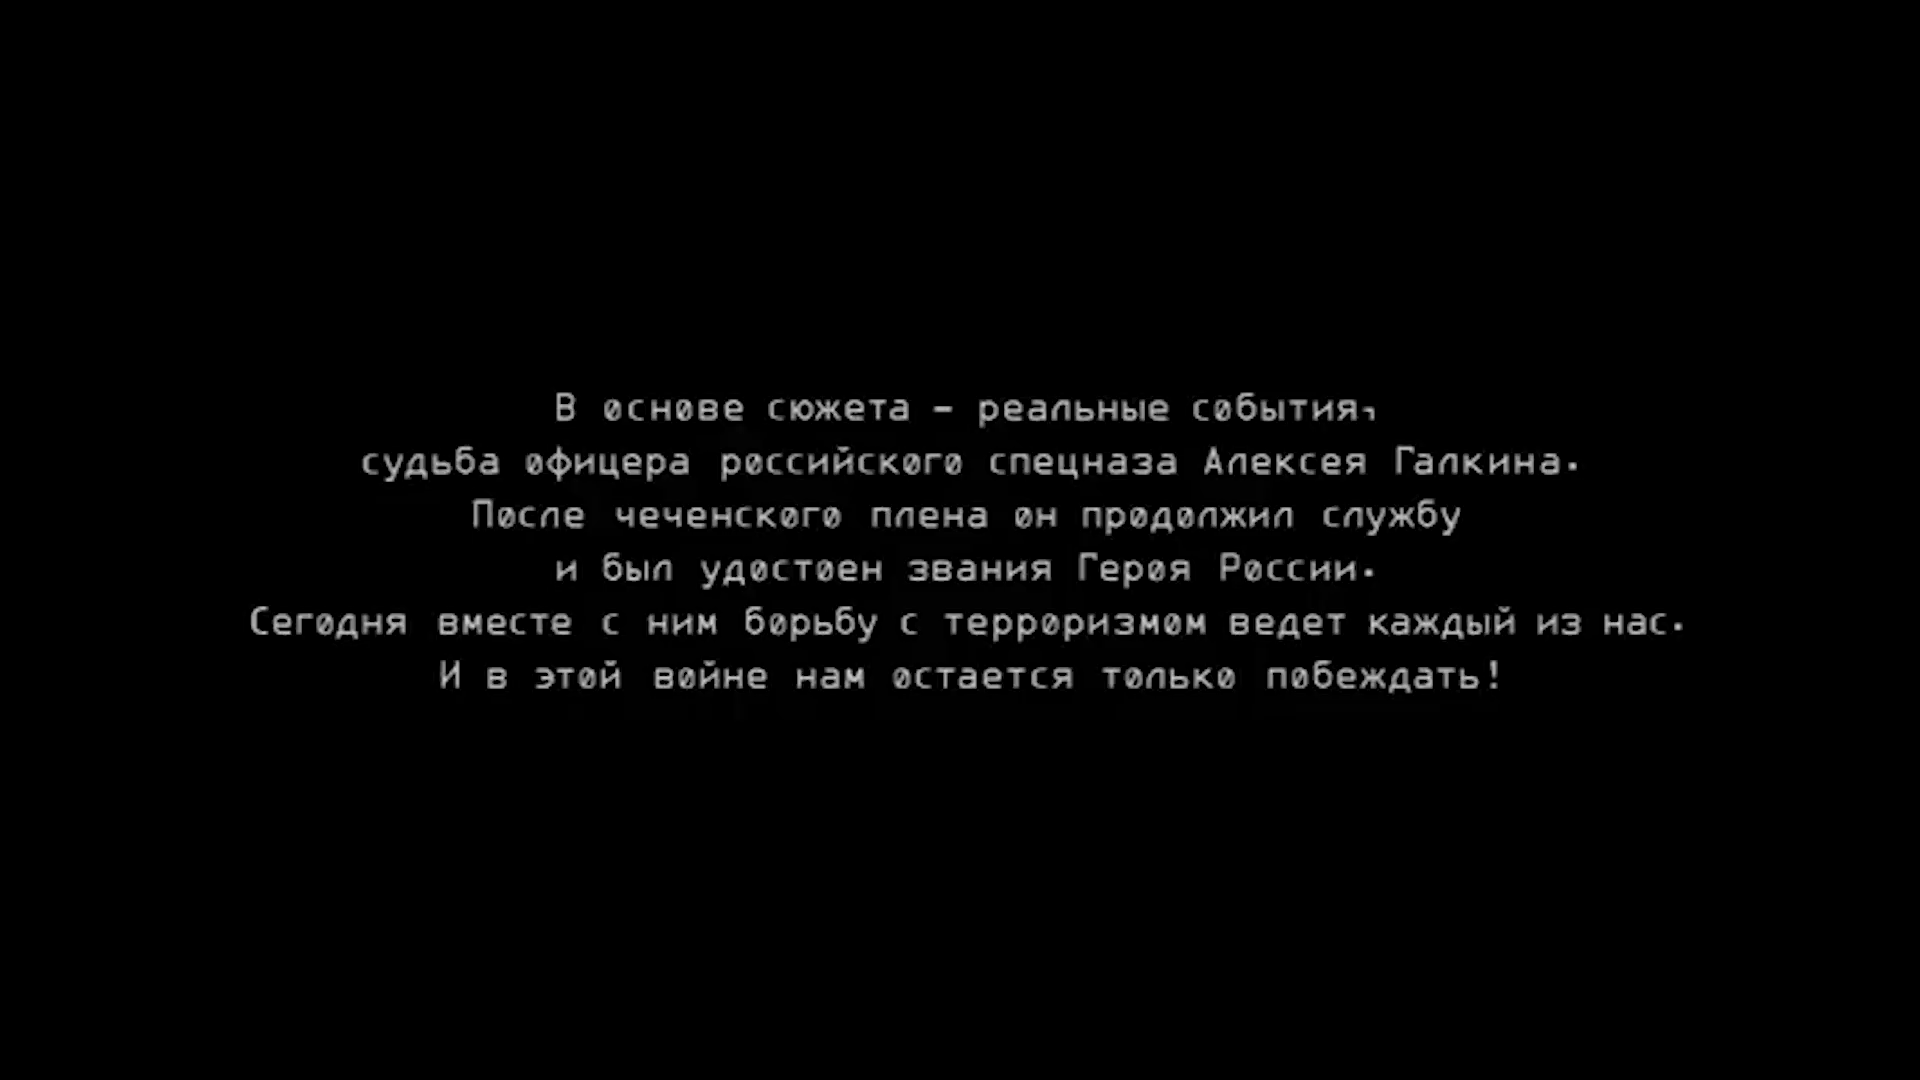 В основе сюжета - реальные события,
судьба офицера российского спецназа Алексея Галкина.
После чеченского плена он продолжил службу
и был удостоен звания Героя России.
Сегодня вместе с ним борьбу с терроризмом ведет каждый из нас.
И в этой войне нам остается только побеждать!